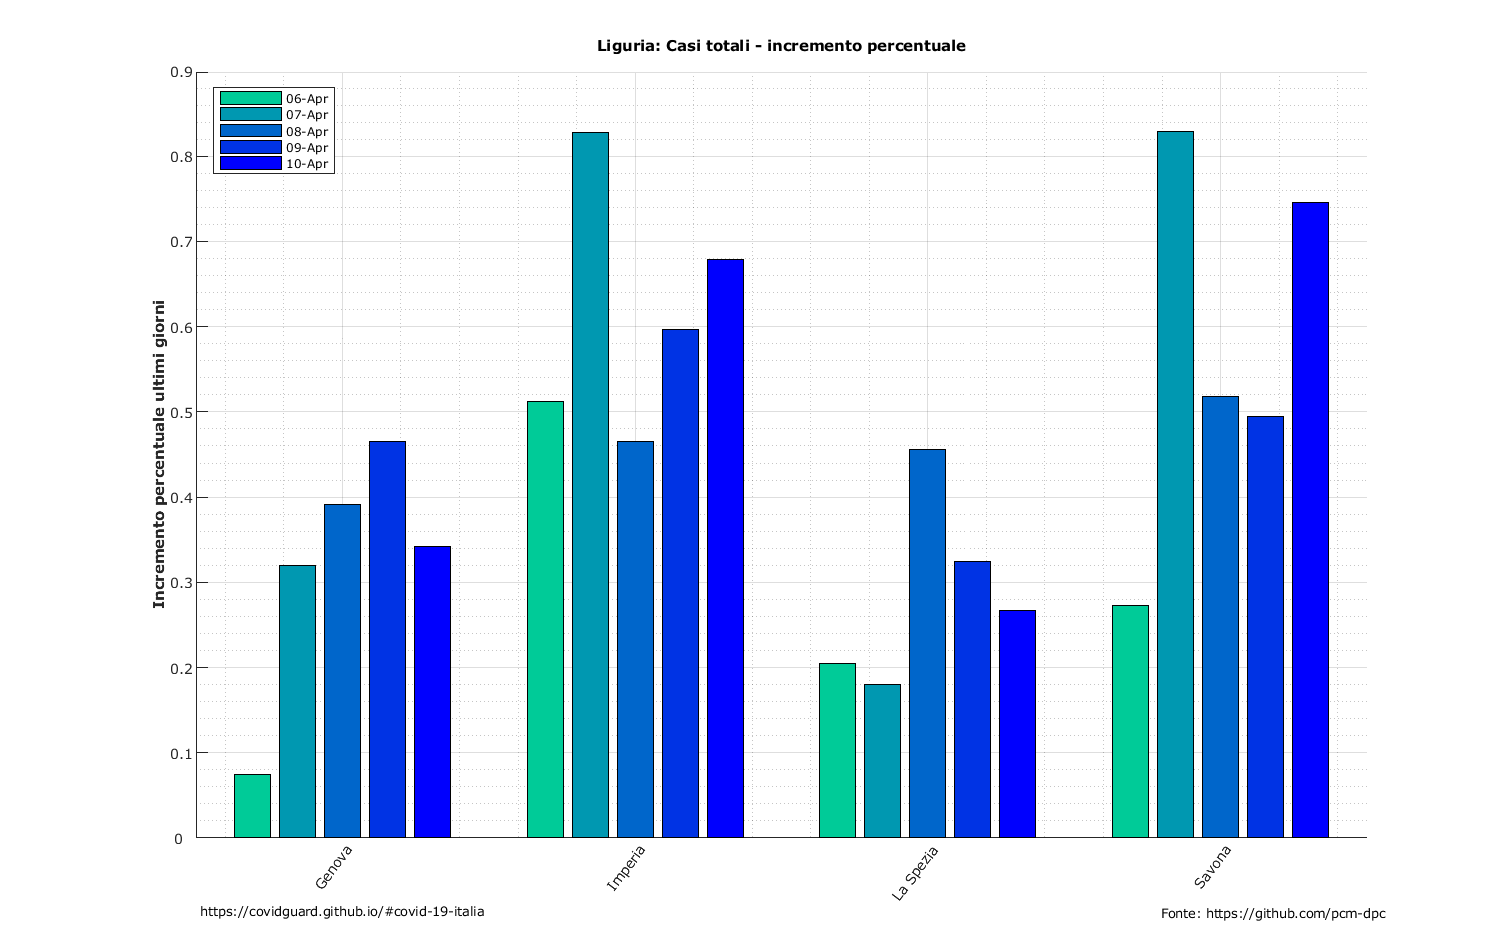 Liguria: Casi totali - incremento percentuale
0.9
0.8
0.7
0.6
0.5
0.4
0.3
0.2
0.1
0
Incremento percentuale ultimi giorni
06-Apr
07-Apr
08-Apr
09-Apr
10-Apr
Genova
Imperia
La Spezia
Savona
https://covidguard.github.io/#covid-19-italia
Fonte: https://github.com/pcm-dpc